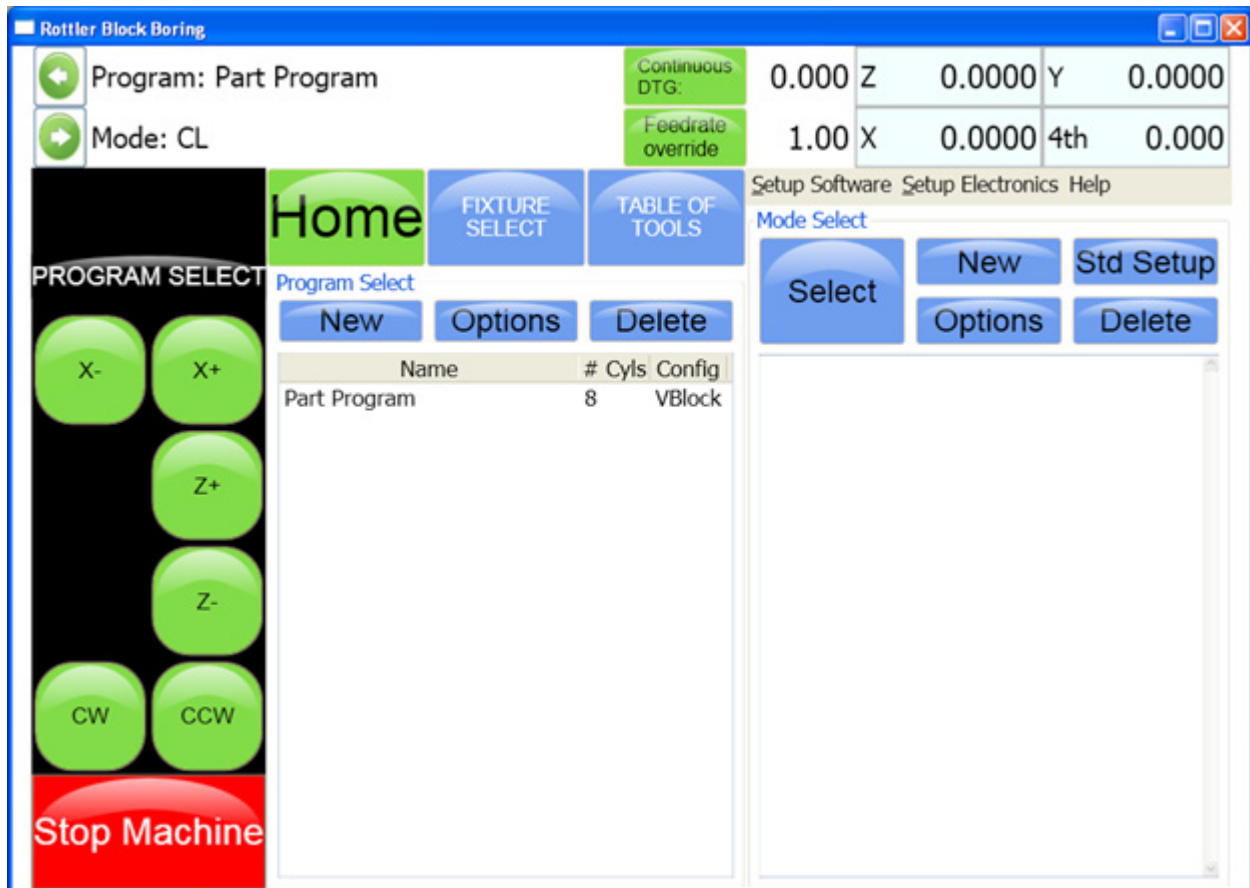 Rottler Block Boring
Program: Part Program
Continuous DTG:
0.000 Z 0.0000 Y 0.0000
Mode: CL
Feedrate override
1.00 X 0.0000 4th 0.000
PROGRAM SELECT
Home
FIXTURE SELECT
TABLE OF TOOLS
Setup Software Setup Electronics Help
Program Select
New Options Delete
Mode Select
Select
New Std Setup
Options Delete
Name # Cyls Config
Part Program 8 VBlock
X- X+
Z+
Z-
CW CCW
Stop Machine